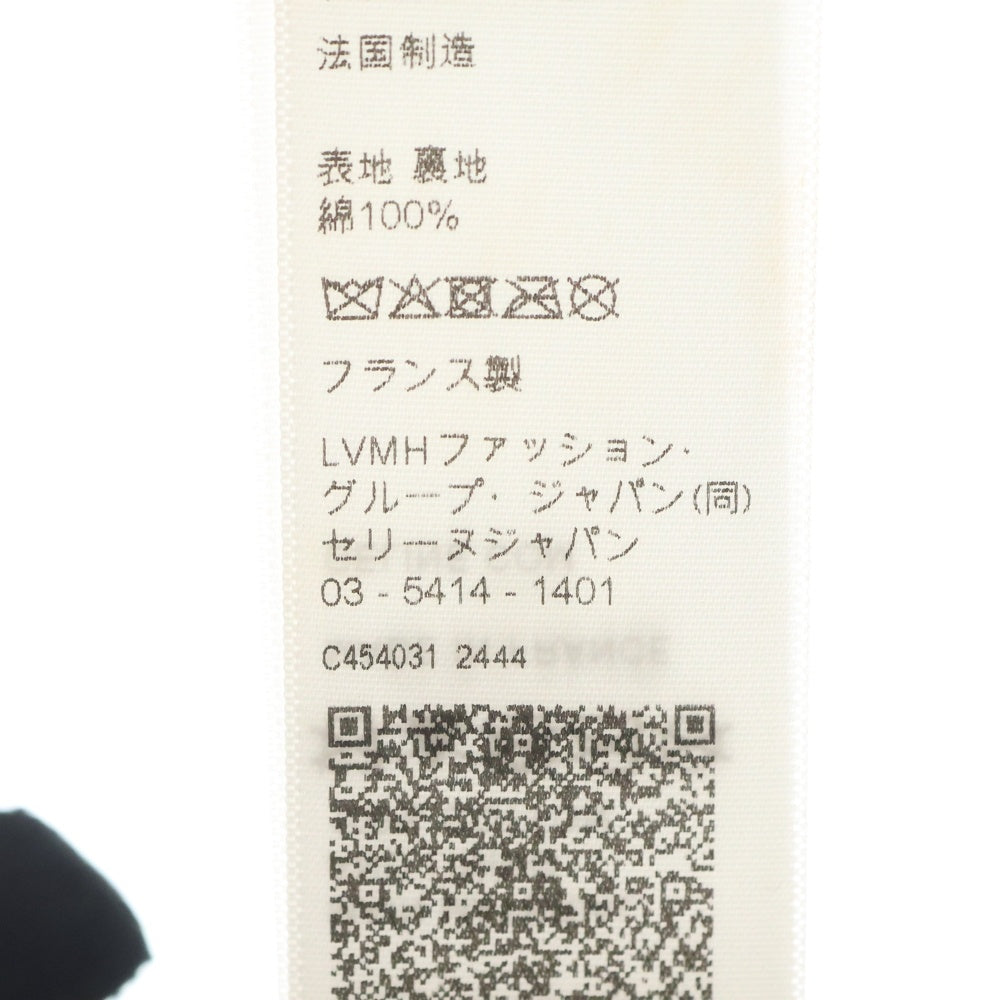 法国制造
表地 裏地
綿100%
フランス製
LVMHファッション・
グループ・ジャパン(同)
セリーヌジャパン
03 - 5414 - 1401
C454031 2444